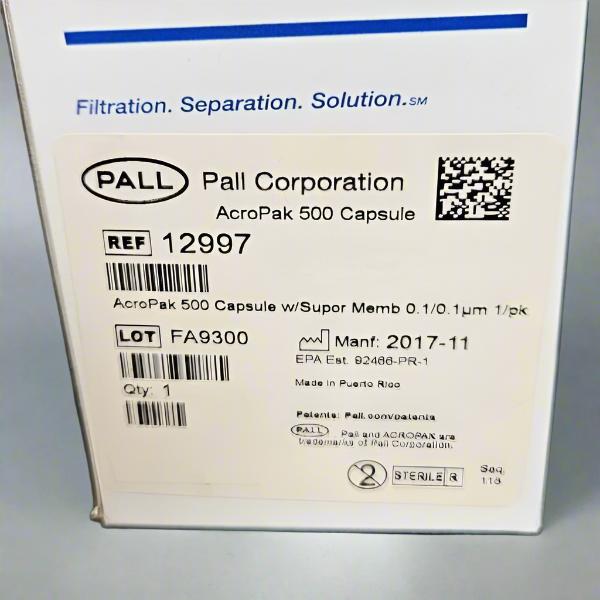 Filtration. Separation. Solution.SM
PALL Pall Corporation
AcroPak 500 Capsule
REF 12997
AcroPak 500 Capsule w/Supor Memb 0.1/0.1µm 1/pk
LOT FA9300
Manf: 2017-11
EPA Est. 92466-PR-1
Qty: 1
Made in Puerto Rico
Patents: Pall.com/patents
PALL , Pall and ACROPAK are
trademarks of Pall Corporation.
2 STERILE R
Seq.
118